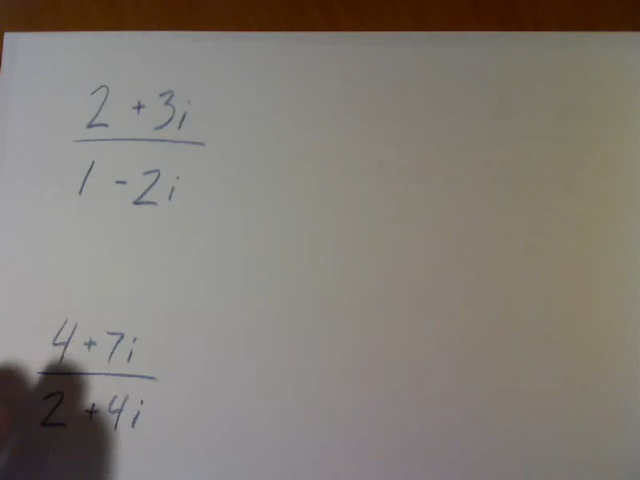 2 + 3i
1 - 2i
4 + 7i
2 + 4i